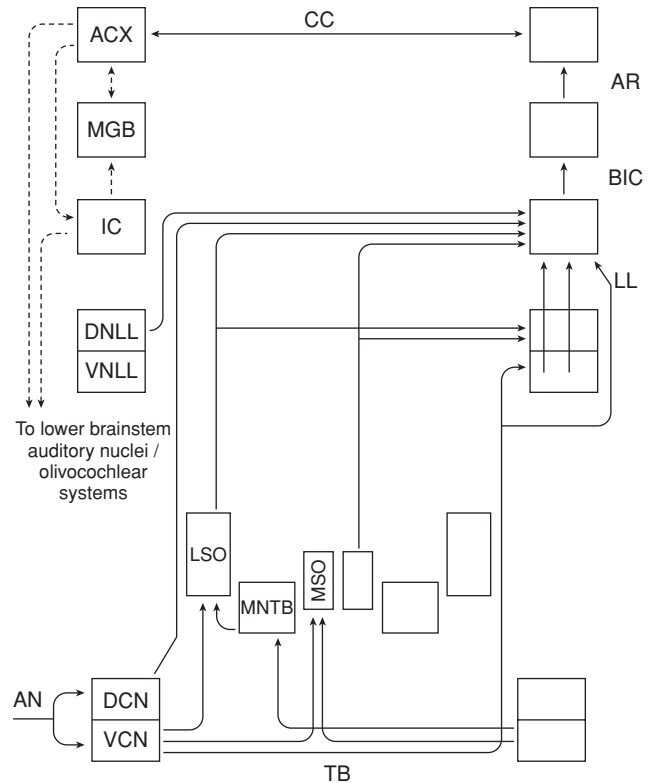 ACX
CC
AR
MGB
BIC
IC
LL
DNLL
VNLL
To lower brainstem
auditory nuclei /
olivocochlear
systems
LSO
MSO
MNTB
AN
DCN
VCN
TB